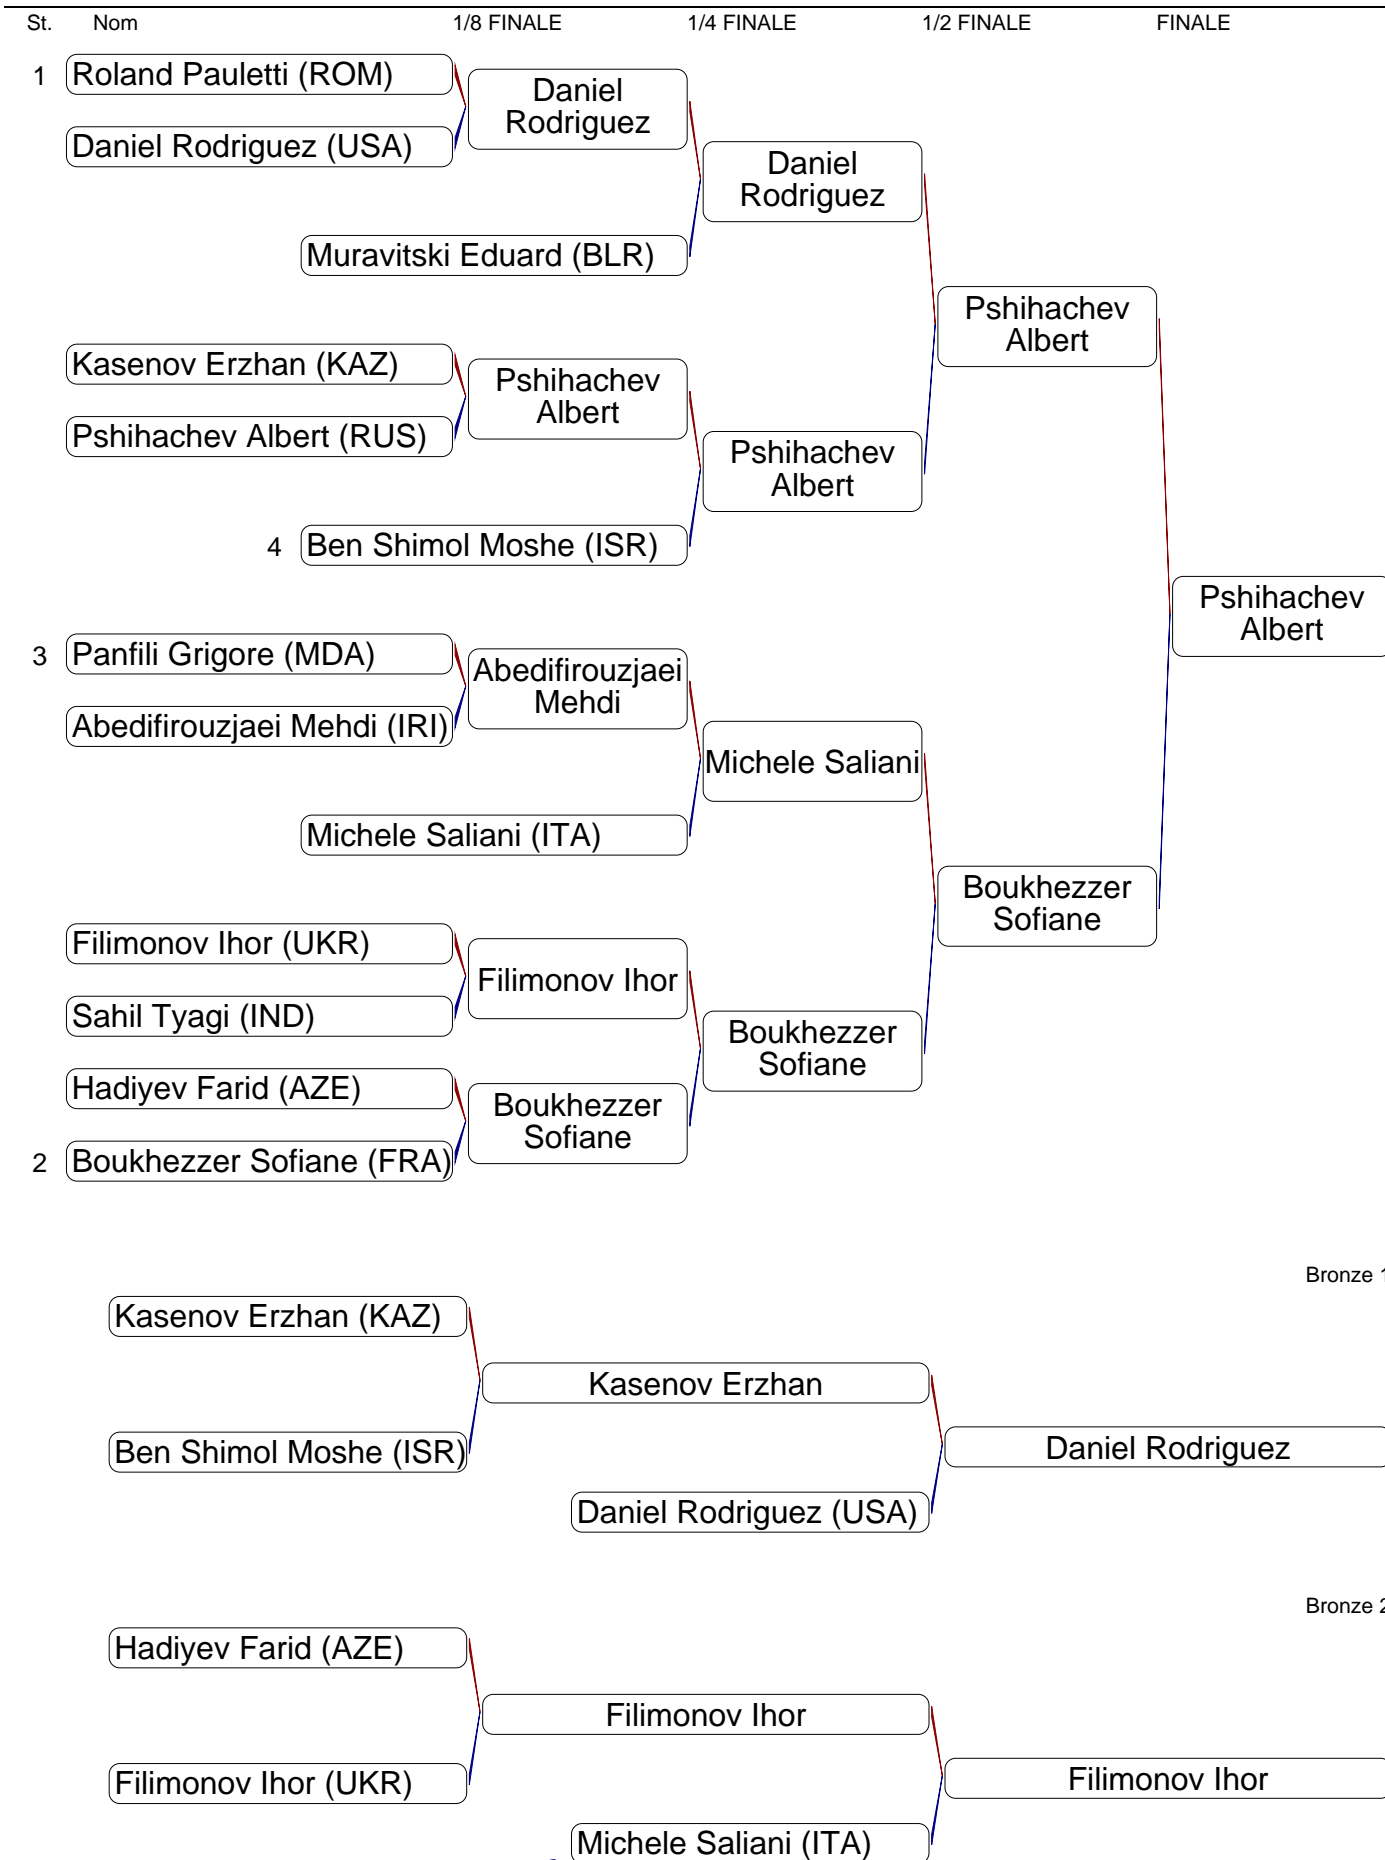 St. Nom 1/8 FINALE 1/4 FINALE 1/2 FINALE FINALE
1 Roland Pauletti (ROM)
Daniel
Rodriguez
Daniel Rodriguez (USA)
Daniel
Rodriguez
Muravitski Eduard (BLR)
Pshihachev
Albert
Kasenov Erzhan (KAZ)
Pshihachev
Albert
Pshihachev Albert (RUS)
Pshihachev
Albert
4 Ben Shimol Moshe (ISR)
Pshihachev
Albert
3 Panfili Grigore (MDA)
Abedifirouzjaei
Mehdi
Abedifirouzjaei Mehdi (IRI)
Michele Saliani
Michele Saliani (ITA)
Boukhezzer
Sofiane
Filimonov Ihor (UKR)
Filimonov Ihor
Sahil Tyagi (IND)
Boukhezzer
Sofiane
Hadiyev Farid (AZE)
Boukhezzer
Sofiane
2 Boukhezzer Sofiane (FRA)
Bronze 1
Kasenov Erzhan (KAZ)
Kasenov Erzhan
Ben Shimol Moshe (ISR)
Daniel Rodriguez
Daniel Rodriguez (USA)
Bronze 2
Hadiyev Farid (AZE)
Filimonov Ihor
Filimonov Ihor (UKR)
Filimonov Ihor
Michele Saliani (ITA)